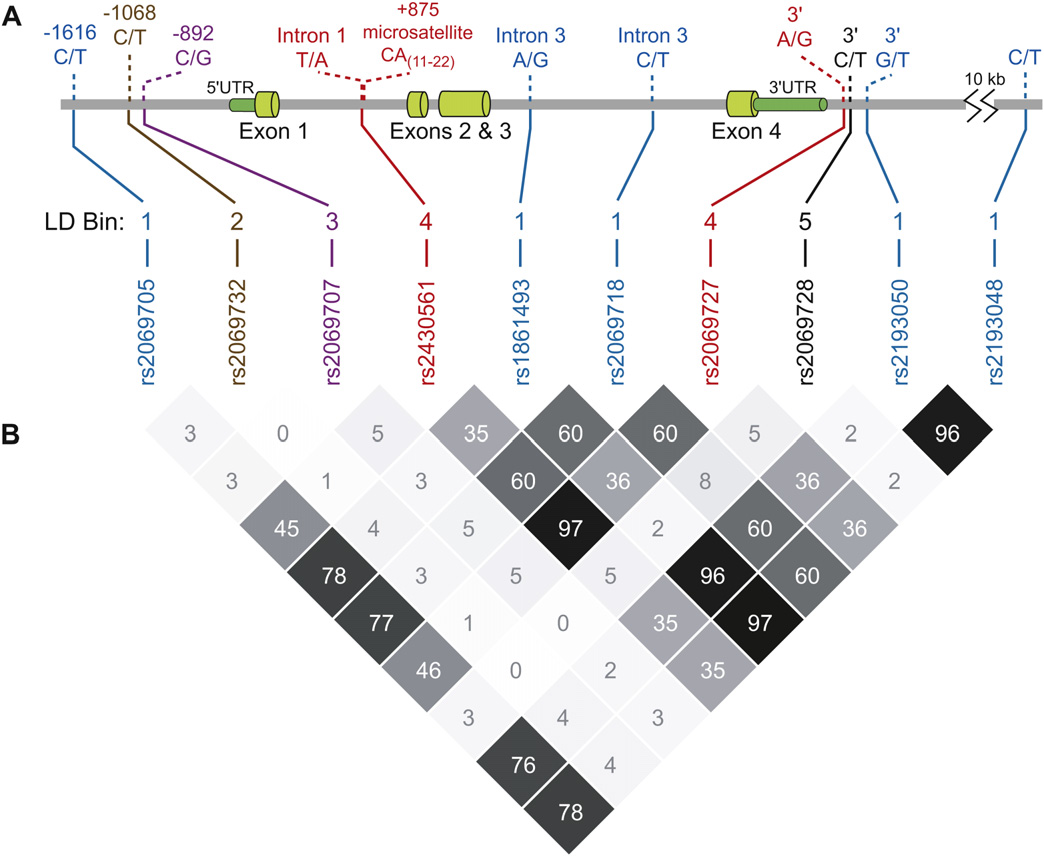 A
-1616
C/T
-1068
C/T
-892
C/G
Intron 1
T/A
+875
microsatellite
CA(11-22)
Intron 3
A/G
Intron 3
C/T
3'
A/G
3'
C/T
3'
G/T
C/T
5'UTR
3'UTR
10 kb
Exon 1
Exons 2 & 3
Exon 4
LD Bin: 1 2 3 4 1 1 4 5 1 1
rs2069705
rs2069732
rs2069707
rs2430561
rs1861493
rs2069718
rs2069727
rs2069728
rs2193050
rs2193048
B
3 0 5 35 60 60 5 2 96
3 1 3 60 36 8 36 2
45 4 5 97 2 60 36
78 3 5 5 96 60
77 1 0 35 97
46 0 2 35
3 4 3
76 4
78